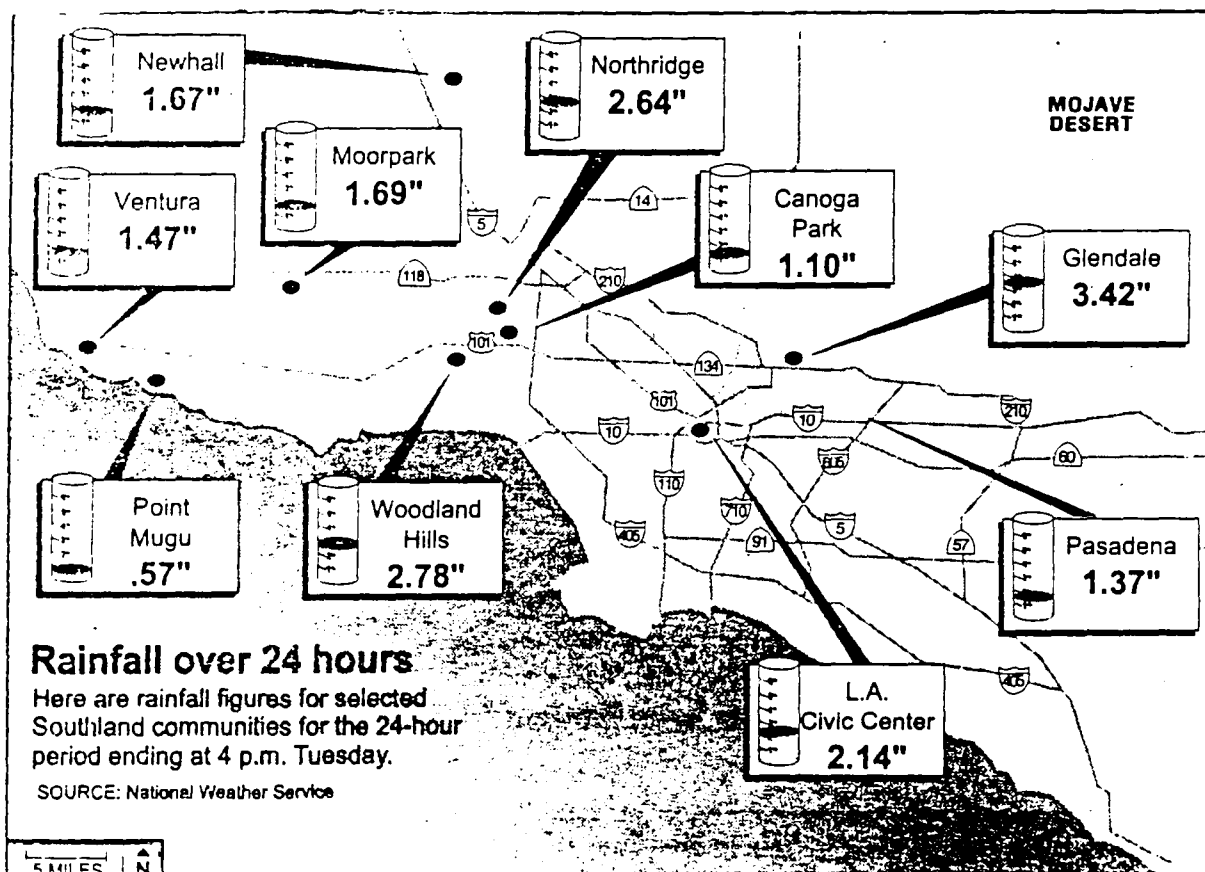 Newhall
1.67"
Northridge
2.64"
MOJAVE
DESERT
Moorpark
1.69"
Ventura
1.47"
Canoga
Park
1.10"
Glendale
3.42"
14
5
118
210
101
134
101
10
10
210
60
605
110
710
5
405
91
57
Point
Mugu
.57"
Woodland
Hills
2.78"
Pasadena
1.37"
Rainfall over 24 hours
Here are rainfall figures for selected
Southland communities for the 24-hour
period ending at 4 p.m. Tuesday.
SOURCE: National Weather Service
L.A.
Civic Center
2.14"
405
5 MILES
N